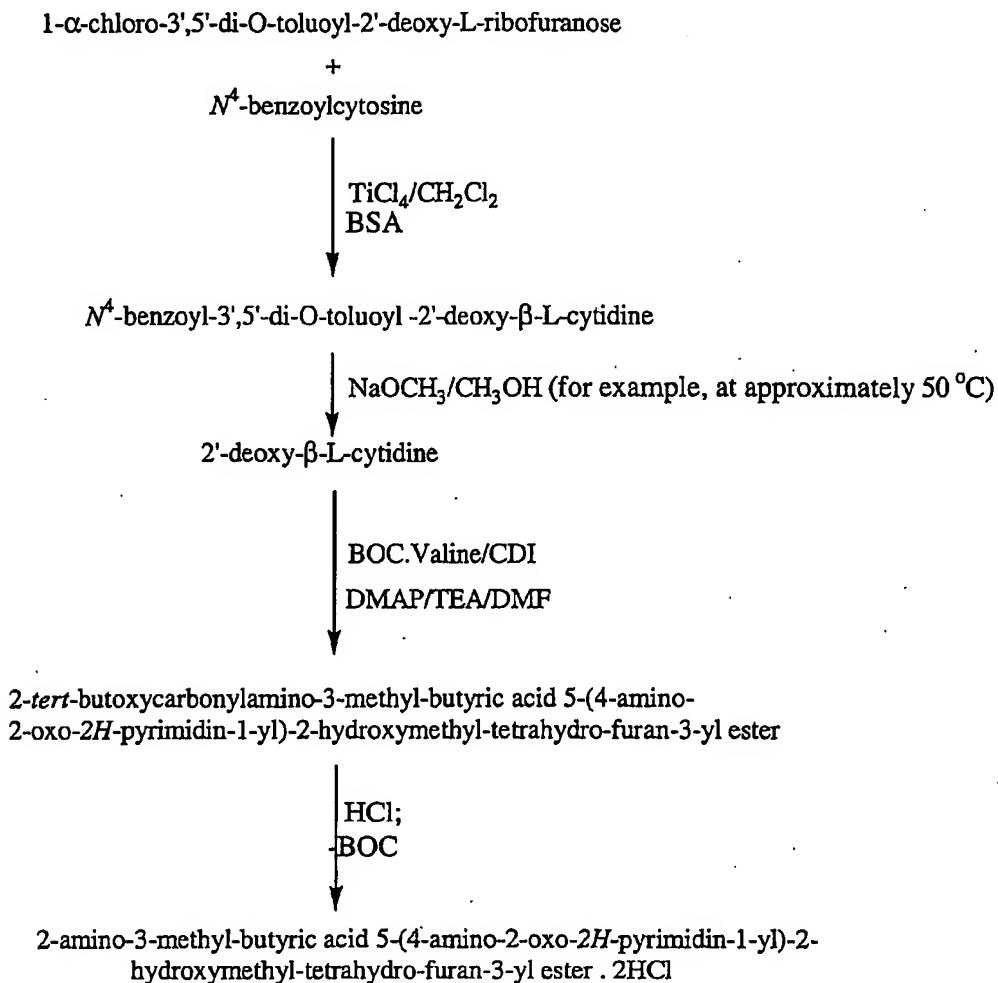 1-α-chloro-3',5'-di-O-toluoyl-2'-deoxy-L-ribofuranose
+
N⁴-benzoylcytosine
TiCl₄/CH₂Cl₂
BSA
N⁴-benzoyl-3',5'-di-O-toluoyl -2'-deoxy-β-L-cytidine
NaOCH₃/CH₃OH (for example, at approximately 50 °C)
2'-deoxy-β-L-cytidine
BOC.Valine/CDI
DMAP/TEA/DMF
2-tert-butoxycarbonylamino-3-methyl-butyric acid 5-(4-amino-
2-oxo-2H-pyrimidin-1-yl)-2-hydroxymethyl-tetrahydro-furan-3-yl ester
HCl;
-BOC
2-amino-3-methyl-butyric acid 5-(4-amino-2-oxo-2H-pyrimidin-1-yl)-2-
hydroxymethyl-tetrahydro-furan-3-yl ester . 2HCl